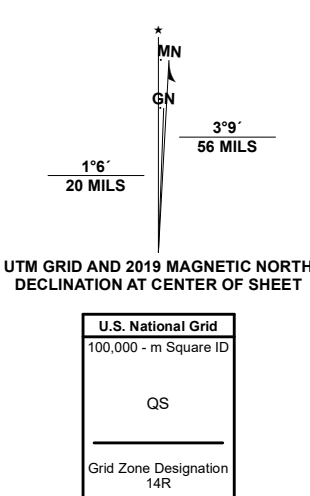 ★
MN
GN
3°9´
56 MILS
1°6´
20 MILS
UTM GRID AND 2019 MAGNETIC NORTH
DECLINATION AT CENTER OF SHEET
U.S. National Grid
100,000 - m Square ID
QS
Grid Zone Designation
14R